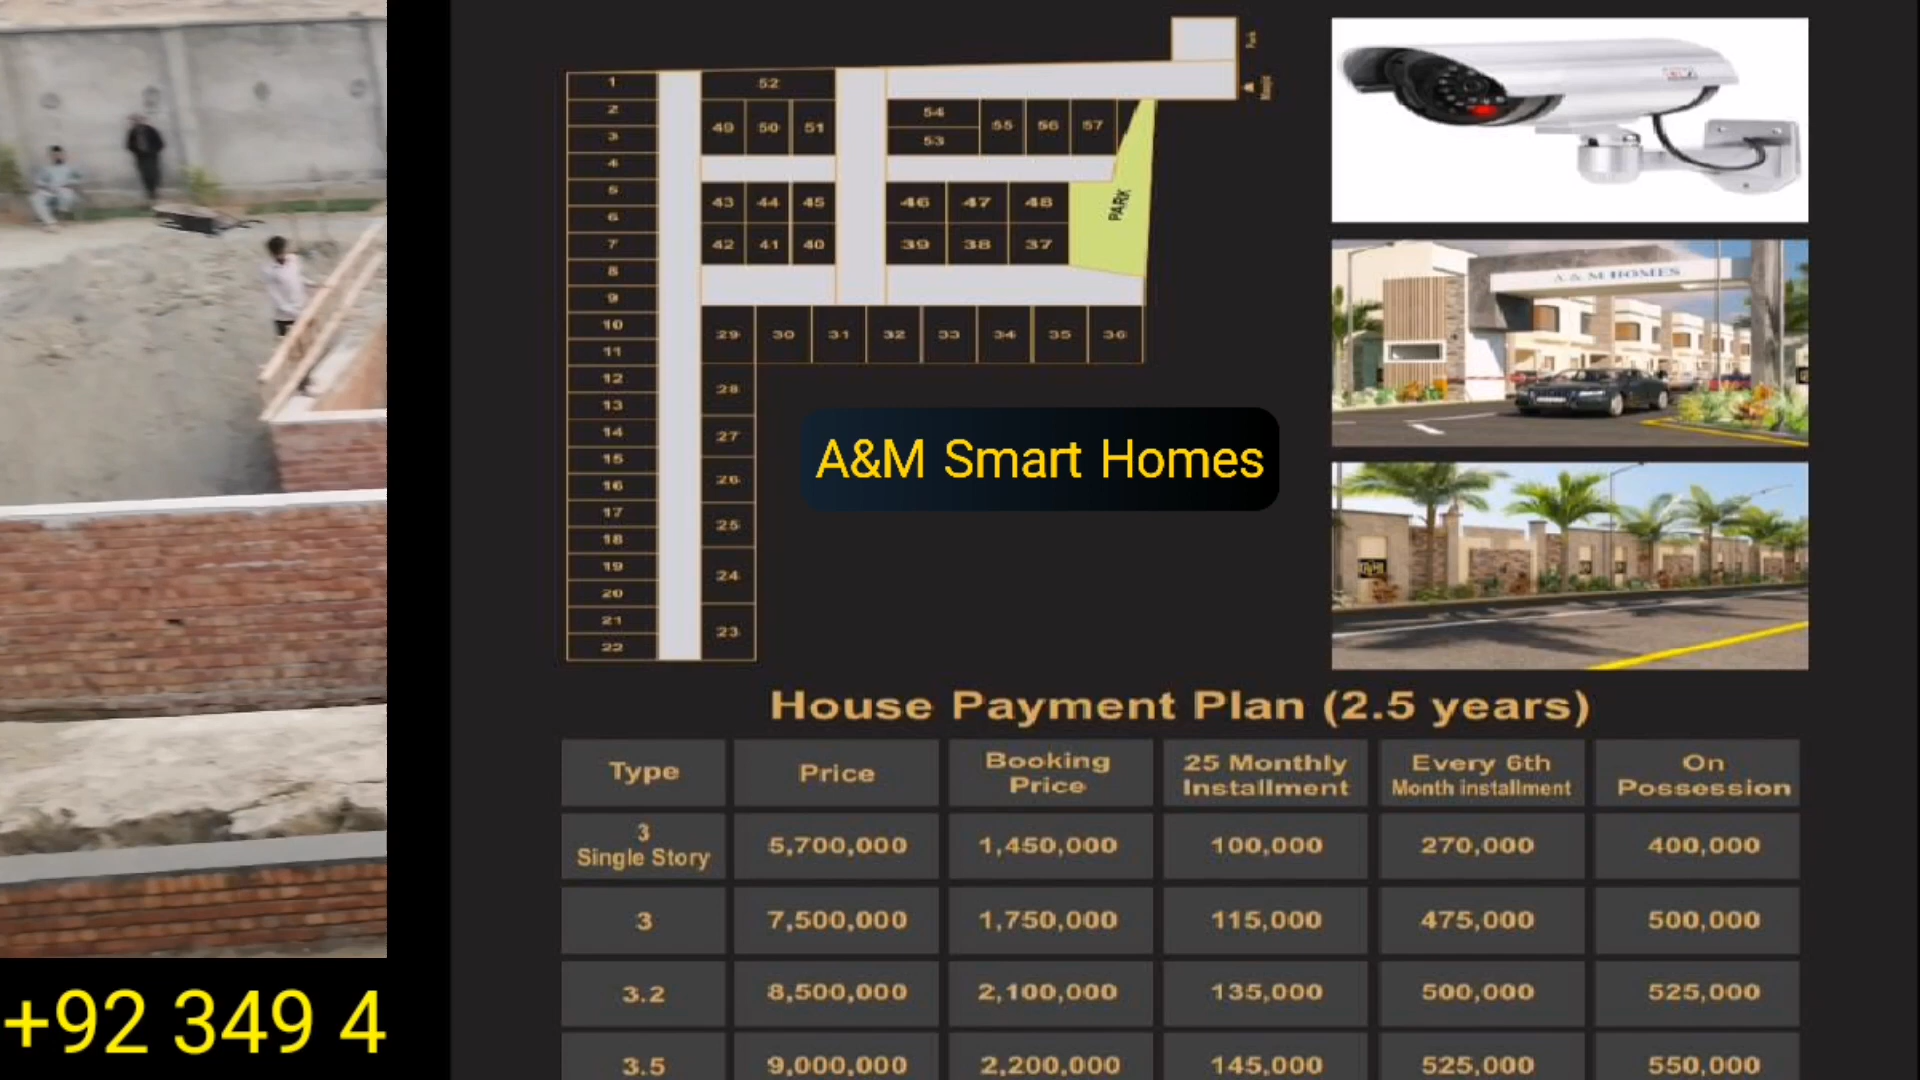 Park
Masjid
1
2
3
4
5
6
7
8
9
10
11
12
13
14
15
16
17
18
19
20
21
22
52
49 50 51
54
53
55 56 57
43 44 45
42 41 40
46 47 48
39 38 37
PARK
29 30 31 32 33 34 35 36
28
27
26
25
24
23
A&M Smart Homes
A & M HOMES
House Payment Plan (2.5 years)
Type Price Booking Price 25 Monthly Installment Every 6th Month installment On Possession
3 Single Story 5,700,000 1,450,000 100,000 270,000 400,000
3 7,500,000 1,750,000 115,000 475,000 500,000
3.2 8,500,000 2,100,000 135,000 500,000 525,000
3.5 9,000,000 2,200,000 145,000 525,000 550,000
+92 349 4